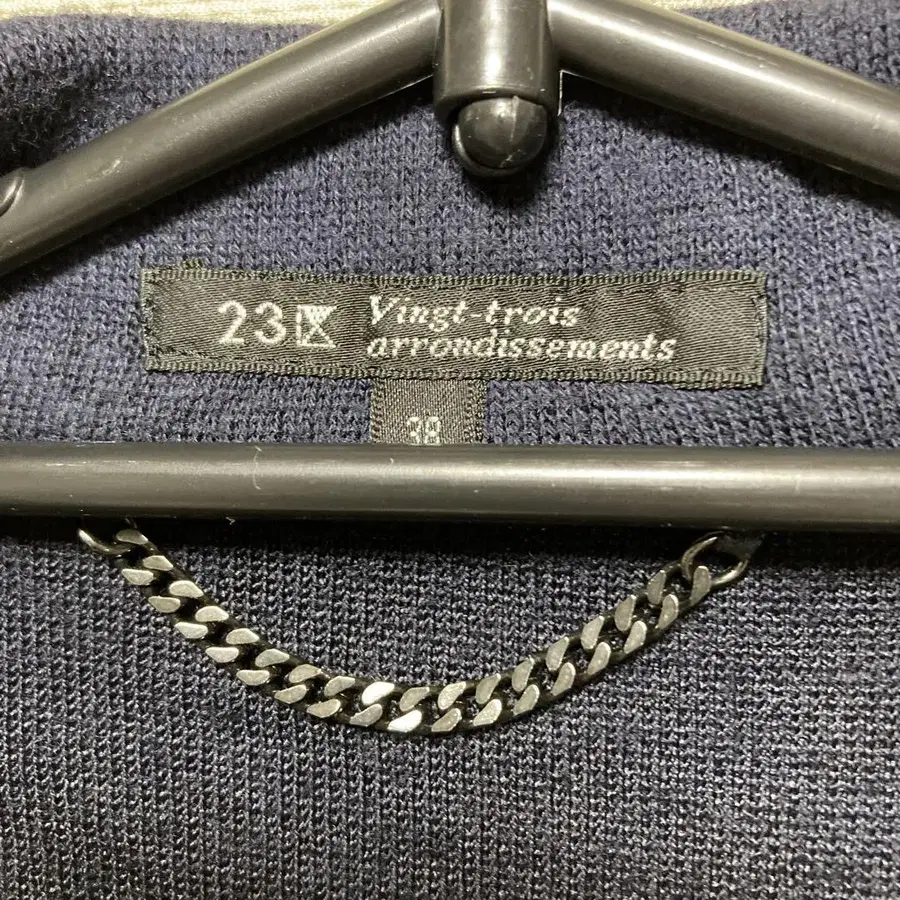 23区
Vingt-trois
arrondissements
38